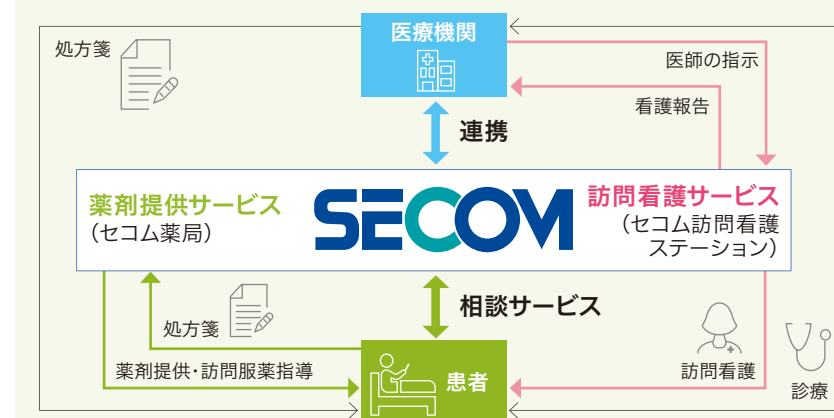 医療機関
処方箋
医師の指示
看護報告
連携
薬剤提供サービス
（セコム薬局）
SECOM
訪問看護サービス
（セコム訪問看護
ステーション）
相談サービス
処方箋
薬剤提供・訪問服薬指導
患者
訪問看護
診療